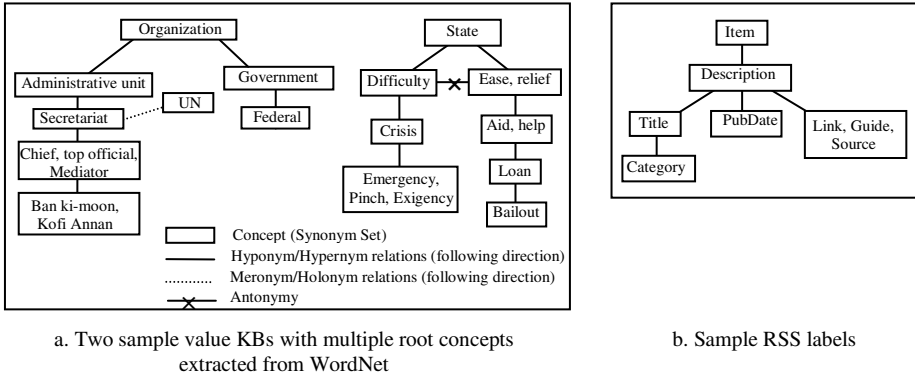 Organization
State
Item
Administrative unit
Government
Difficulty
Ease, relief
Description
UN
Secretariat
Federal
Title
PubDate
Link, Guide,
Source
Crisis
Aid, help
Chief, top official,
Mediator
Category
Emergency,
Pinch, Exigency
Loan
Ban ki-moon,
Kofi Annan
Bailout
Concept (Synonym Set)
Hyponym/Hypernym relations (following direction)
Meronym/Holonym relations (following direction)
Antonymy
a. Two sample value KBs with multiple root concepts
extracted from WordNet
b. Sample RSS labels